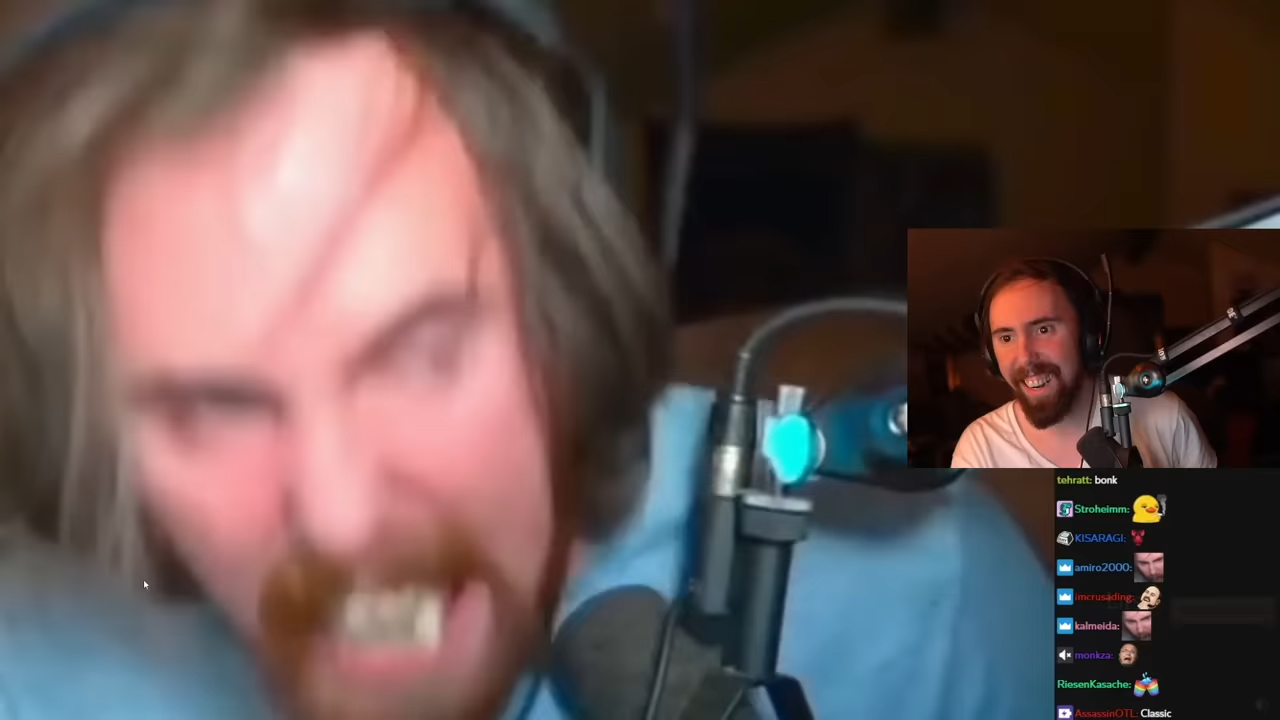 tehratt: bonk
Stroheimm:
KISARAGI:
amiro2000:
imcrusading:
kalmeida:
monkza:
RiesenKasache:
AssassinOTL: Classic